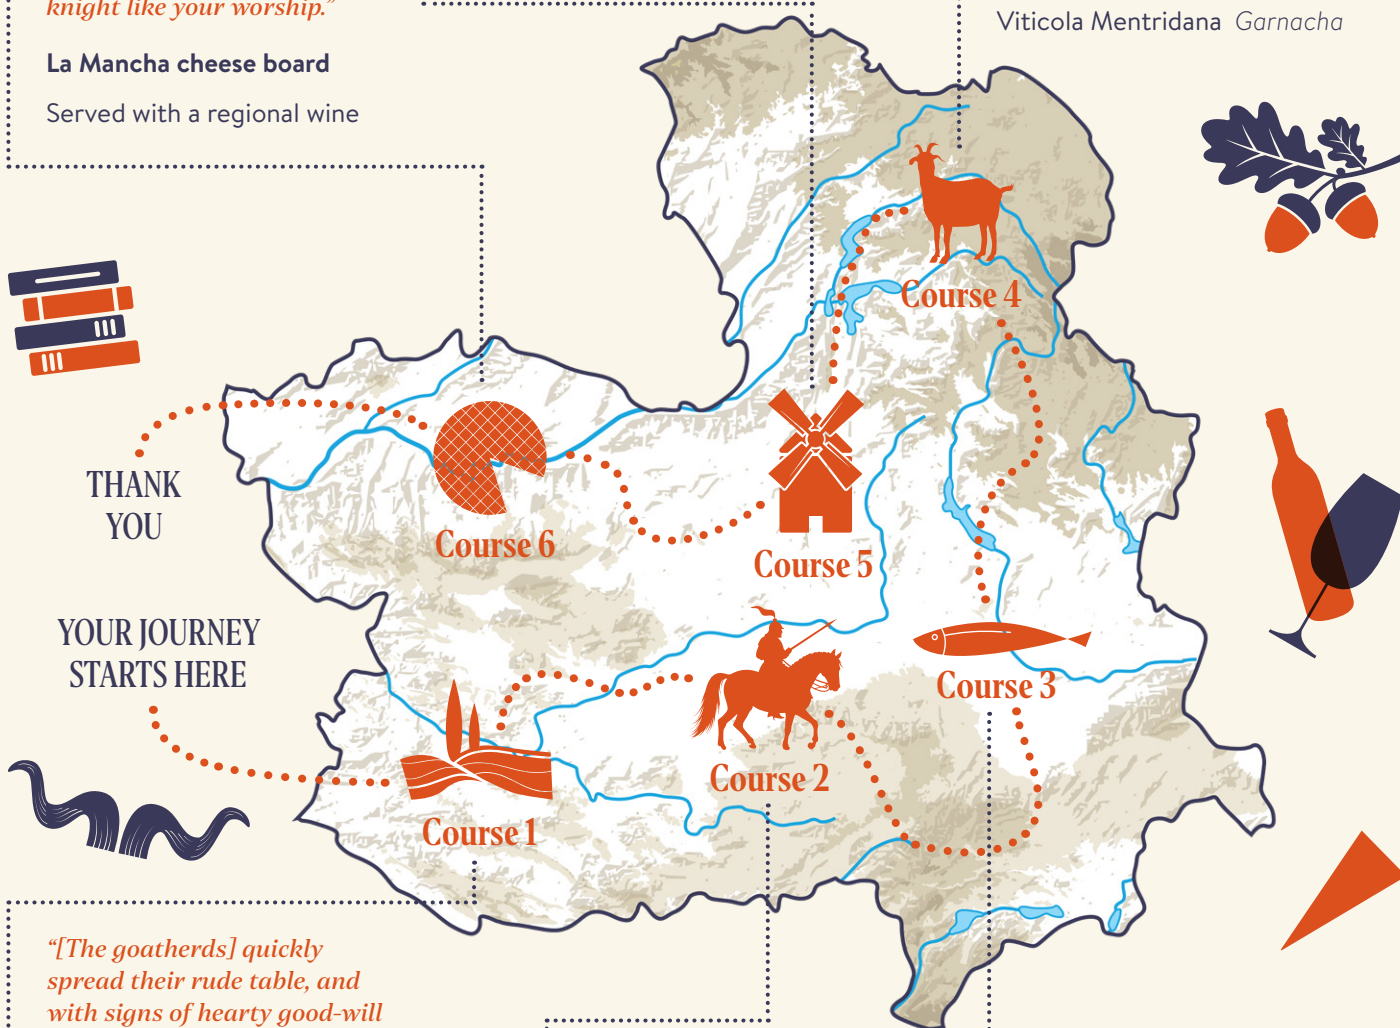 knight like your worship.”
La Mancha cheese board
Served with a regional wine
Viticola Mentridana Garnacha
Course 4
THANK
YOU
Course 6
Course 5
YOUR JOURNEY
STARTS HERE
Course 3
Course 2
Course 1
“[The goatherds] quickly
spread their rude table, and
with signs of hearty good-will